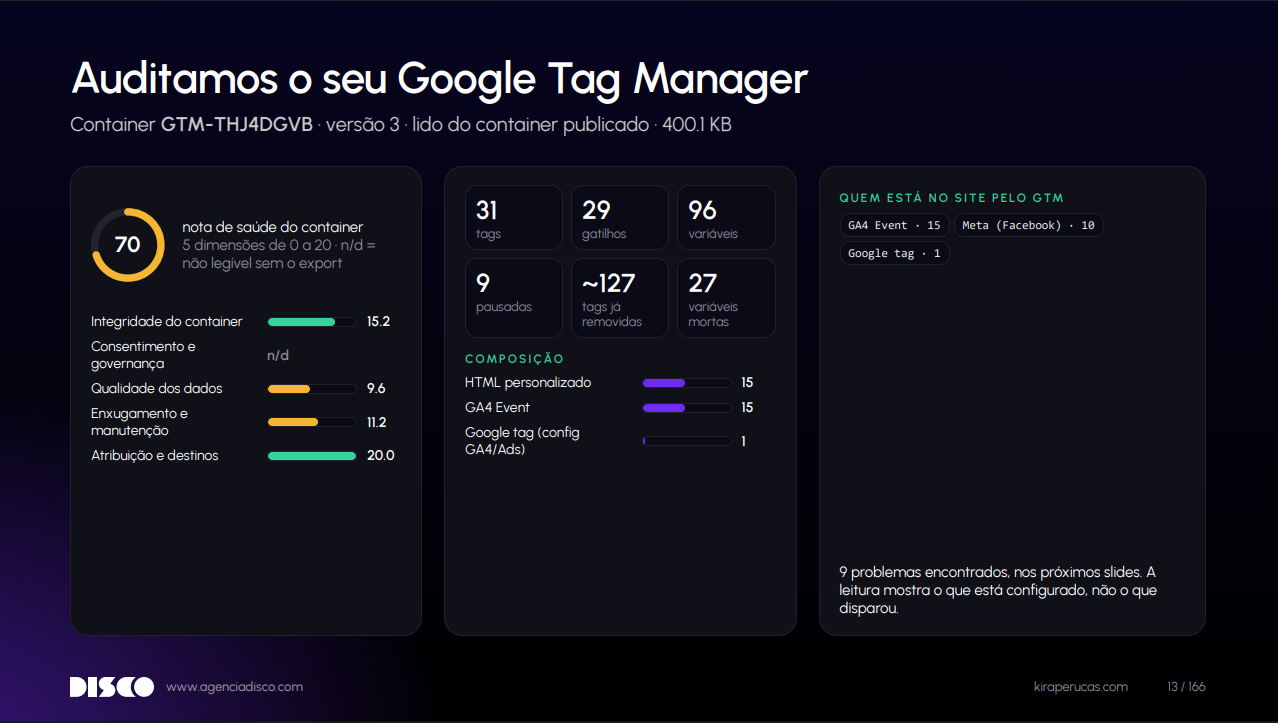 Auditamos o seu Google Tag Manager
Container GTM-THJ4DGVB · versão 3 · lido do container publicado · 400.1 KB
70
nota de saúde do container
5 dimensões de 0 a 20 · n/d =
não legível sem o export
Integridade do container 15.2
Consentimento e
governança
n/d
Qualidade dos dados 9.6
Enxugamento e
manutenção
11.2
Atribuição e destinos 20.0
31
tags
29
gatilhos
96
variáveis
9
pausadas
~127
tags já
removidas
27
variáveis
mortas
COMPOSIÇÃO
HTML personalizado 15
GA4 Event 15
Google tag (config
GA4/Ads)
1
QUEM ESTÁ NO SITE PELO GTM
GA4 Event · 15 Meta (Facebook) · 10
Google tag · 1
9 problemas encontrados, nos próximos slides. A
leitura mostra o que está configurado, não o que
disparou.
DISCO www.agenciadisco.com
kiraperucas.com 13 / 166